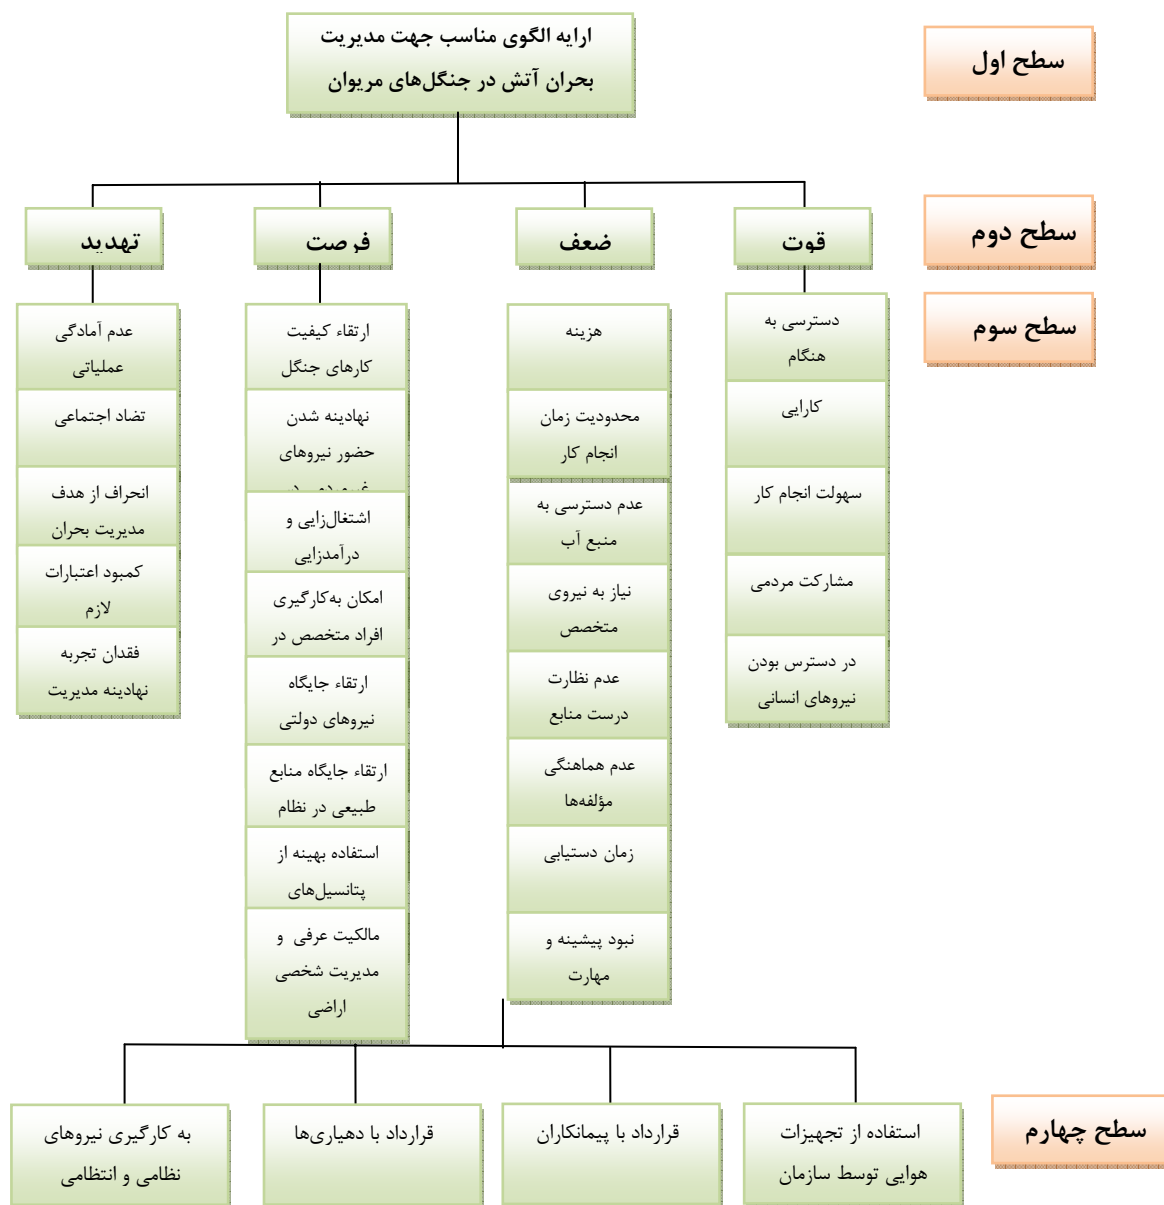 ارایه الگوی مناسب جهت مدیریت
بحران آتش در جنگل‌های مریوان
سطح اول
قوت
ضعف
فرصت
تهدید
سطح دوم
سطح سوم
دسترسی به
هنگام
کارایی
سهولت انجام کار
مشارکت مردمی
در دسترس بودن
نیروهای انسانی
هزینه
محدودیت زمان
انجام کار
عدم دسترسی به
منبع آب
نیاز به نیروی
متخصص
عدم نظارت
درست منابع
عدم هماهنگی
مؤلفه‌ها
زمان دستیابی
نبود پیشینه و
مهارت
ارتقاء کیفیت
کارهای جنگل
نهادینه شدن
حضور نیروهای
اشتغال‌زایی و
درآمدزایی
امکان به‌کارگیری
افراد متخصص در
ارتقاء جایگاه
نیروهای دولتی
ارتقاء جایگاه منابع
طبیعی در نظام
استفاده بهینه از
پتانسیل‌های
مالکیت عرفی و
مدیریت شخصی
اراضی
عدم آمادگی
عملیاتی
تضاد اجتماعی
انحراف از هدف
مدیریت بحران
کمبود اعتبارات
لازم
فقدان تجربه
نهادینه مدیریت
سطح چهارم
استفاده از تجهیزات
هوایی توسط سازمان
قرارداد با پیمانکاران
قرارداد با دهیاری‌ها
به کارگیری نیروهای
نظامی و انتظامی